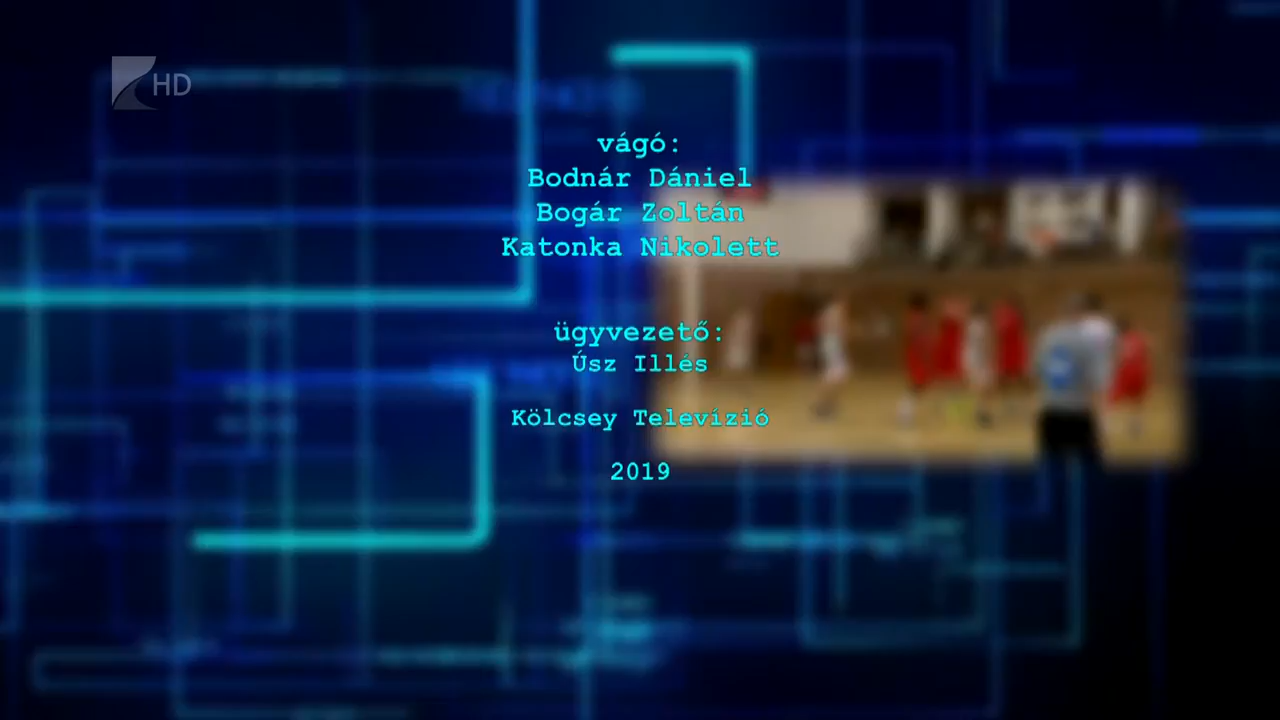 HD
vágó:
Bodnár Dániel
Bogár Zoltán
Katonka Nikolett
ügyvezető:
Úsz Illés
Kölcsey Televízió
2019